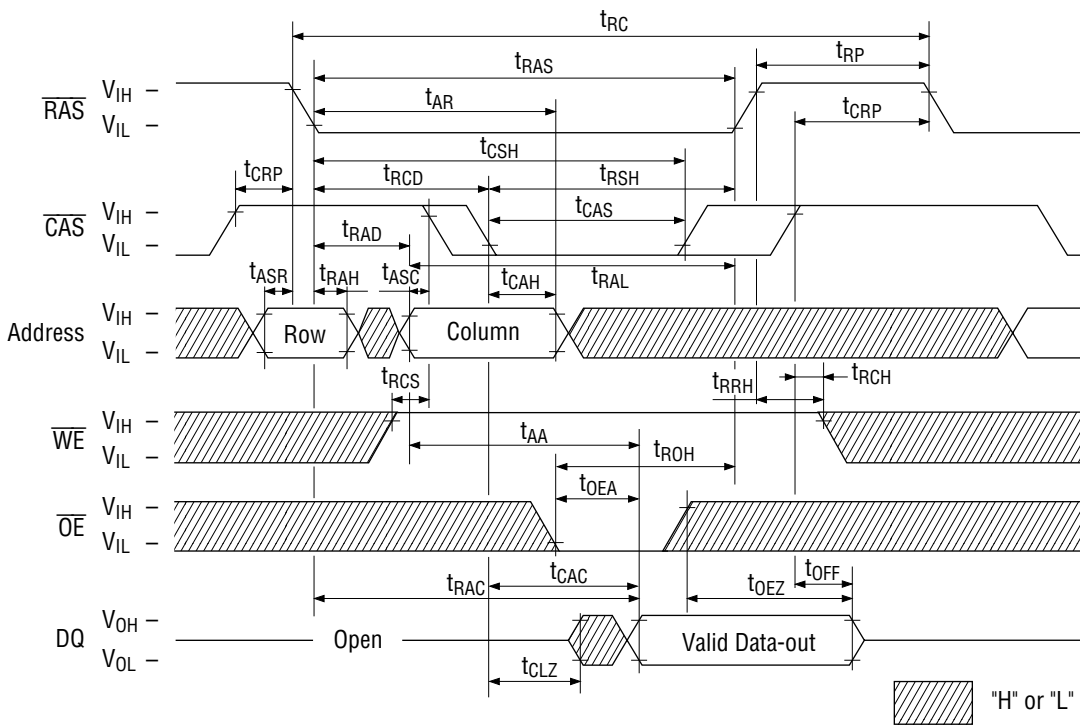 tRC
tRP
tRAS
RAS
VIH –
VIL –
tAR
tCRP
tCSH
tCRP
tRCD
tRSH
CAS
VIH –
VIL –
tCAS
tRAD
tASR
tRAH
tASC
tCAH
tRAL
Address
VIH –
VIL –
Row
Column
tRCS
tRRH
tRCH
WE
VIH –
VIL –
tAA
tROH
tOEA
OE
VIH –
VIL –
tCAC
tRAC
tOEZ
tOFF
DQ
VOH –
VOL –
Open
Valid Data-out
tCLZ
"H" or "L"